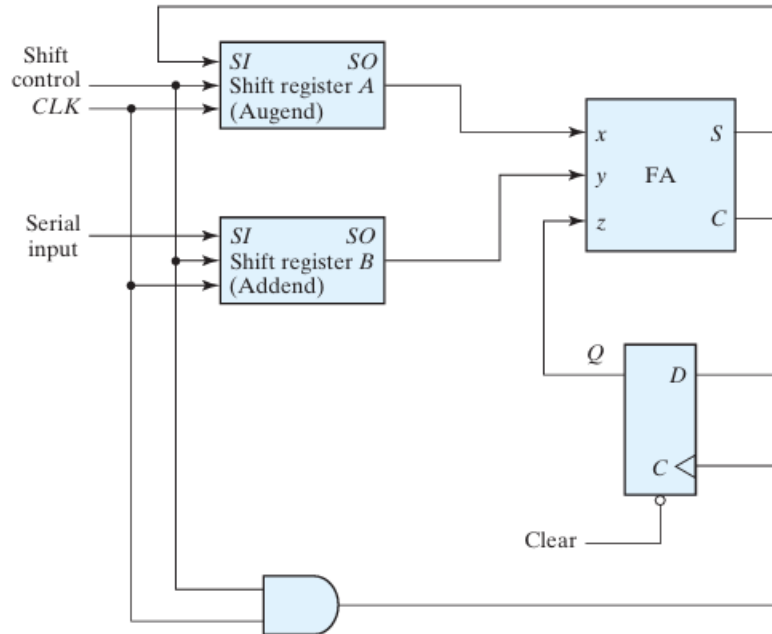 Shift
control
CLK
SI SO
Shift register A
(Augend)
Serial
input
SI SO
Shift register B
(Addend)
x S
y FA
z C
Q
D
C
Clear